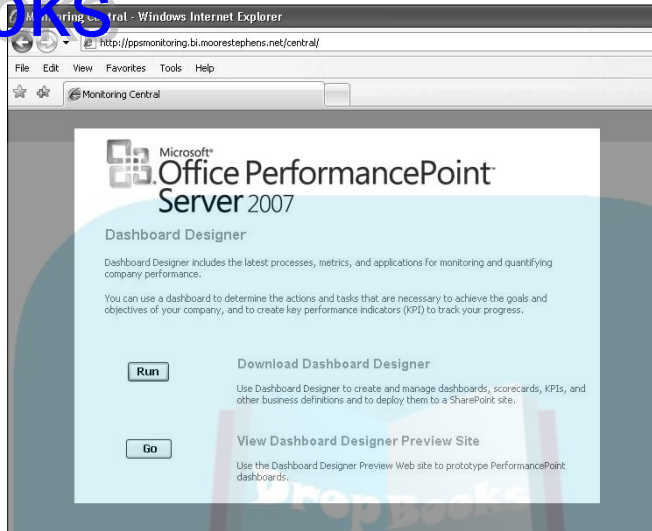 Monitoring Central - Windows Internet Explorer
OKS
http://ppsmonitoring.bi.moorestephens.net/central/
File Edit View Favorites Tools Help
Monitoring Central
Microsoft®
Office PerformancePoint™
Server 2007
Dashboard Designer
Dashboard Designer includes the latest processes, metrics, and applications for monitoring and quantifying
company performance.
You can use a dashboard to determine the actions and tasks that are necessary to achieve the goals and
objectives of your company, and to create key performance indicators (KPI) to track your progress.
Run
Download Dashboard Designer
Use Dashboard Designer to create and manage dashboards, scorecards, KPIs, and
other business definitions and to deploy them to a SharePoint site.
Go
View Dashboard Designer Preview Site
Use the Dashboard Designer Preview Web site to prototype PerformancePoint
dashboards.
DropBooks